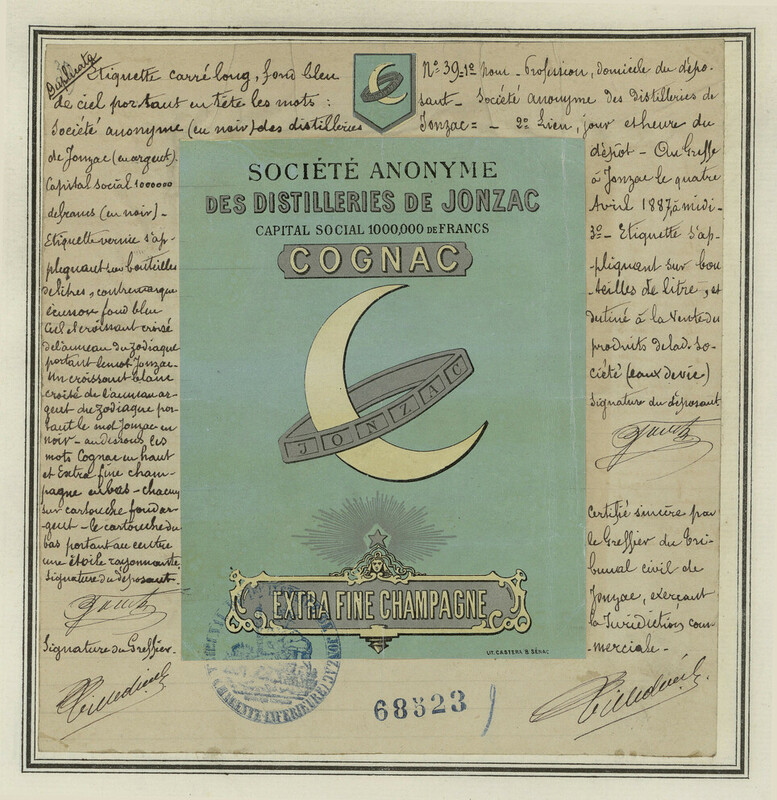 Duplicata
Etiquette carré long, fond bleu
de ciel portant en tête les mots :
Société anonyme (en noir) des distilleries
de Jonzac (en argent).
Capital social 1000000
de francs (en noir) -
Etiquette vernie s'ap-
pliquant sur bouteilles
de litres, contremarque
écusson fond bleu
ciel et croissant croisé
de l'anneau du zodiaque
portant le mot Jonzac -
Un croissant blanc
croisé de l'anneau ar-
gent du zodiaque por-
tant le mot Jonzac en
noir - au dessous les
mots Cognac en haut
et Extra fine cham-
pagne en bas - chacun
sur cartouche fond ar-
gent - le cartouche du
bas portant au centre
une étoile rayonnante.
Signature du déposant.
Signature du Greffier.
SOCIÉTÉ ANONYME
DES DISTILLERIES DE JONZAC
CAPITAL SOCIAL 1000,000 DE FRANCS
COGNAC
JONZAC
EXTRA FINE CHAMPAGNE
LIT. CASTERA B. SÉRAC
JONZAC
(CHARENTE INFÉRIEURE)
68523
N° 39 - 1° Nom - Profession, domicile du dépo-
sant - Société anonyme des Distilleries de
Jonzac = - 2° Lieu, jour et heure du
dépôt - Au Greffe
à Jonzac le quatre
Avril 1887, à midi -
3° - Etiquette s'ap-
pliquant sur bou
-teilles de litre, et
destiné à la vente du
produits de lad. So-
ciété (eaux de vie)
Signature du déposant
Certifié sincère par
le Greffier du Tri-
bunal civil de
Jonzac, exerçant
la Juridiction com
-merciale -